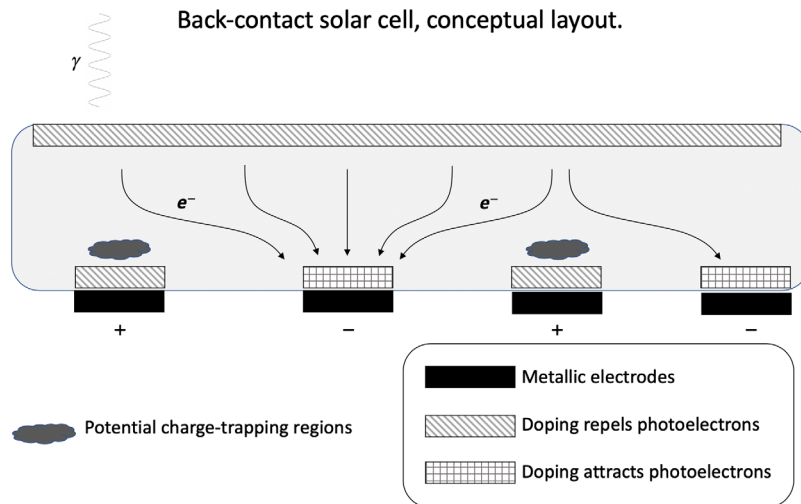 Back-contact solar cell, conceptual layout.
γ
e⁻ e⁻
+ − + −
Metallic electrodes
Doping repels photoelectrons
Potential charge-trapping regions
Doping attracts photoelectrons